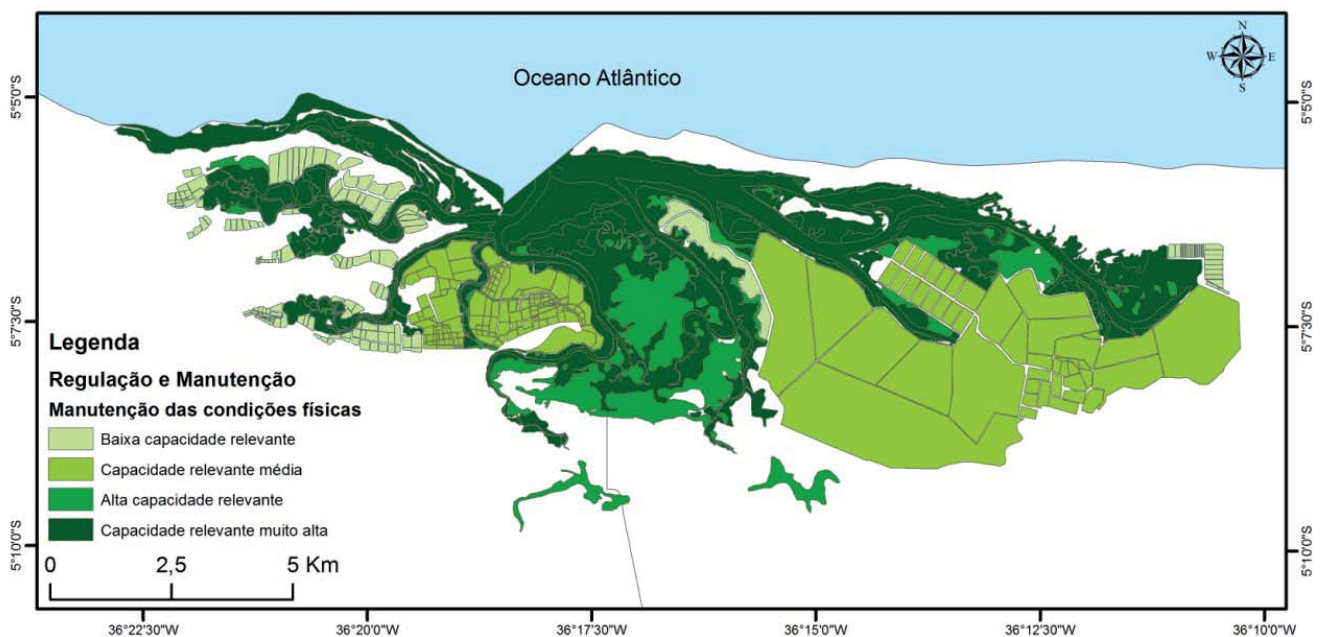 Oceano Atlântico
N
W
E
S
5°5'0"S
5°5'0"S
5°7'30"S
5°7'30"S
5°10'0"S
5°10'0"S
Legenda
Regulação e Manutenção
Manutenção das condições físicas
Baixa capacidade relevante
Capacidade relevante média
Alta capacidade relevante
Capacidade relevante muito alta
0 2,5 5 Km
36°22'30"W 36°20'0"W 36°17'30"W 36°15'0"W 36°12'30"W 36°10'0"W